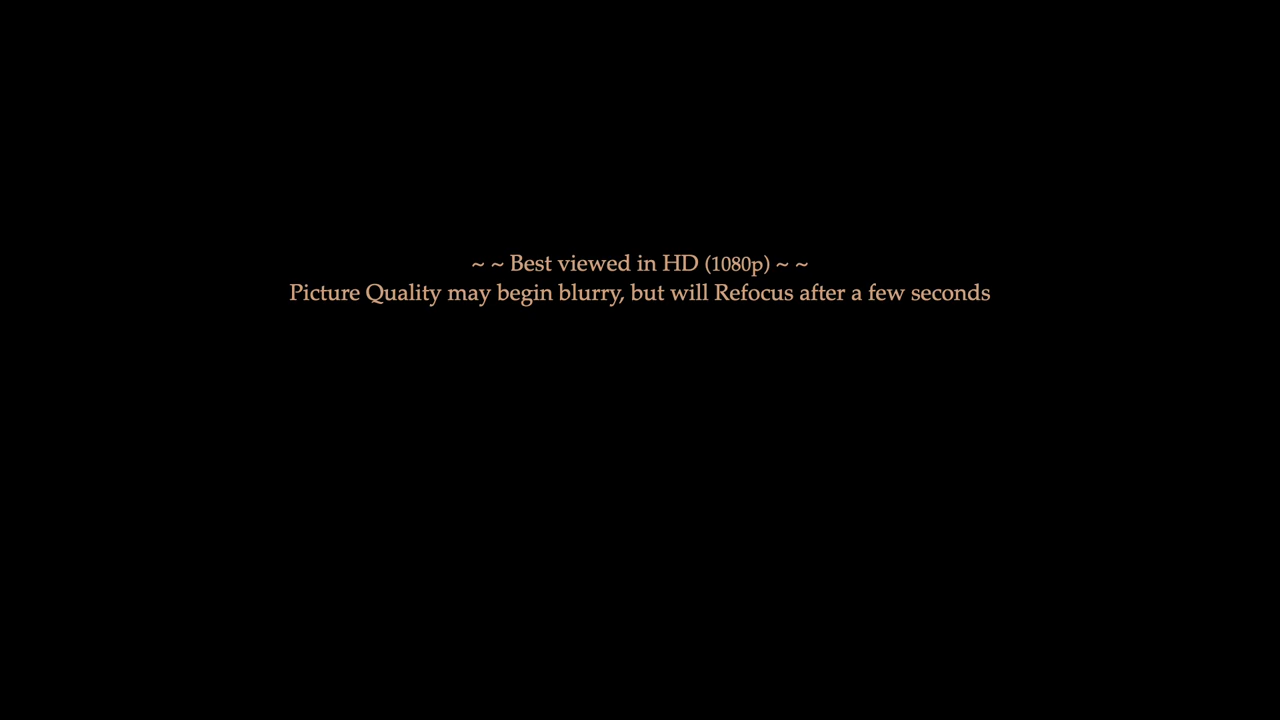 ~ ~ Best viewed in HD (1080p) ~ ~
Picture Quality may begin blurry, but will Refocus after a few seconds